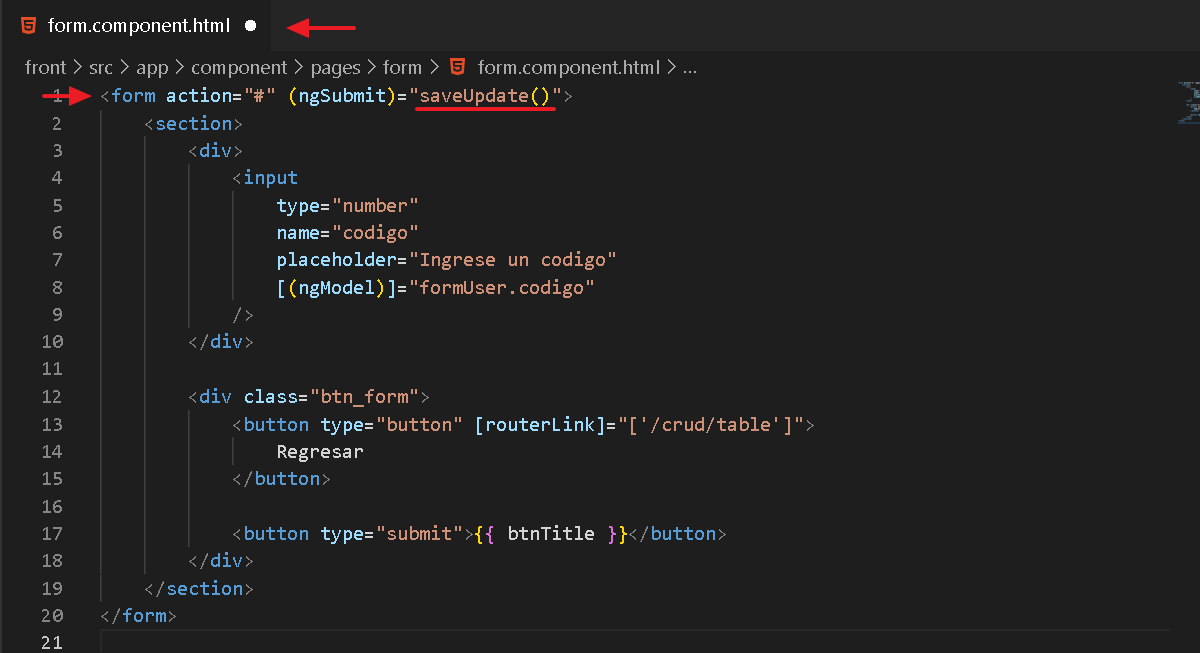 form.component.html
front > src > app > component > pages > form > form.component.html > ...
1 <form action="#" (ngSubmit)="saveUpdate()">
2 <section>
3 <div>
4 <input
5 type="number"
6 name="codigo"
7 placeholder="Ingrese un codigo"
8 [(ngModel)]="formUser.codigo"
9 />
10 </div>
11
12 <div class="btn_form">
13 <button type="button" [routerLink]="['/crud/table']">
14 Regresar
15 </button>
16
17 <button type="submit">{{ btnTitle }}</button>
18 </div>
19 </section>
20 </form>
21